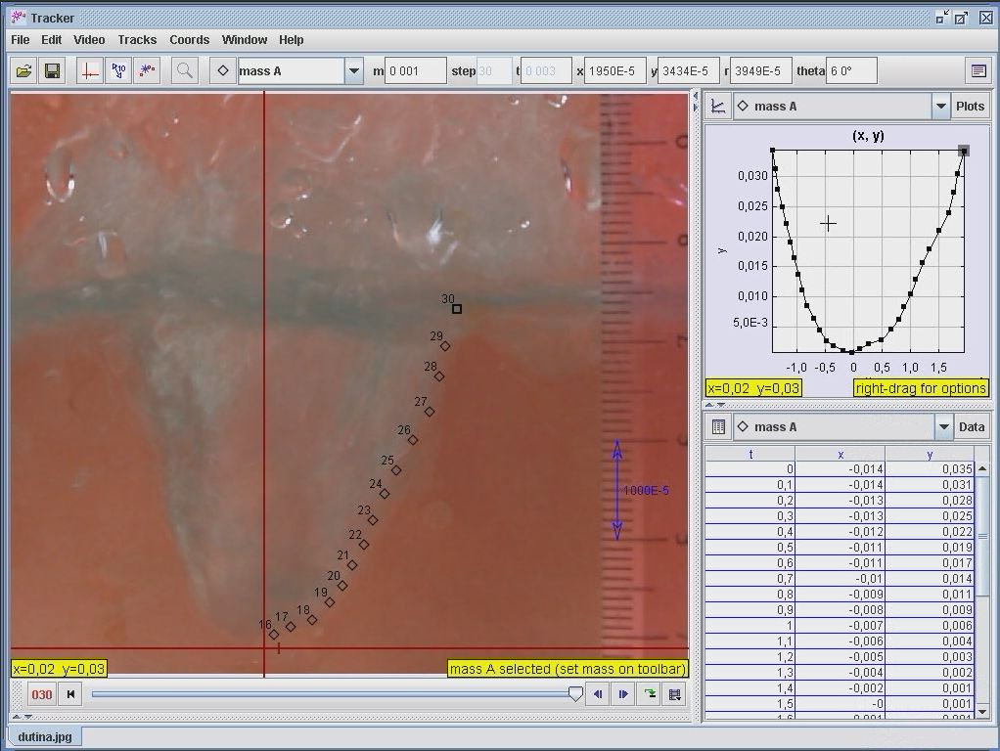 Tracker
File Edit Video Tracks Coords Window Help
mass A m 0 001 step 30 t 0 003 x 1950E-5 y 3434E-5 r 3949E-5 theta 6 0°
30
29
28
27
26
25
24
23
22
21
20
19
18
17
16
1000E-5
x=0,02 y=0,03
mass A selected (set mass on toolbar)
030
dutina.jpg
mass A Plots
(x, y)
0,030
0,025
0,020
0,015
0,010
5,0E-3
y
-1,0 -0,5 0 0,5 1,0 1,5
x=0,02 y=0,03 right-drag for options
mass A Data
t x y
0 -0,014 0,035
0,1 -0,014 0,031
0,2 -0,013 0,028
0,3 -0,013 0,025
0,4 -0,012 0,022
0,5 -0,011 0,019
0,6 -0,011 0,017
0,7 -0,01 0,014
0,8 -0,009 0,011
0,9 -0,008 0,009
1 -0,007 0,006
1,1 -0,006 0,004
1,2 -0,005 0,003
1,3 -0,004 0,002
1,4 -0,002 0,001
1,5 -0 0,001